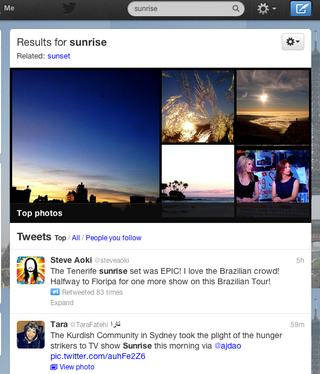 Me
sunrise
Results for sunrise
Related: sunset
Top photos
Tweets Top / All / People you follow
Steve Aoki @steveaoki 5h
The Tenerife sunrise set was EPIC! I love the Brazilian crowd!
Halfway to Floripa for one more show on this Brazilian Tour!
Retweeted 83 times
Expand
Tara @TaraFatehi تارا 59m
The Kurdish Community in Sydney took the plight of the hunger
strikers to TV show Sunrise this morning via @ajdao
pic.twitter.com/auhFe2Z6
View photo